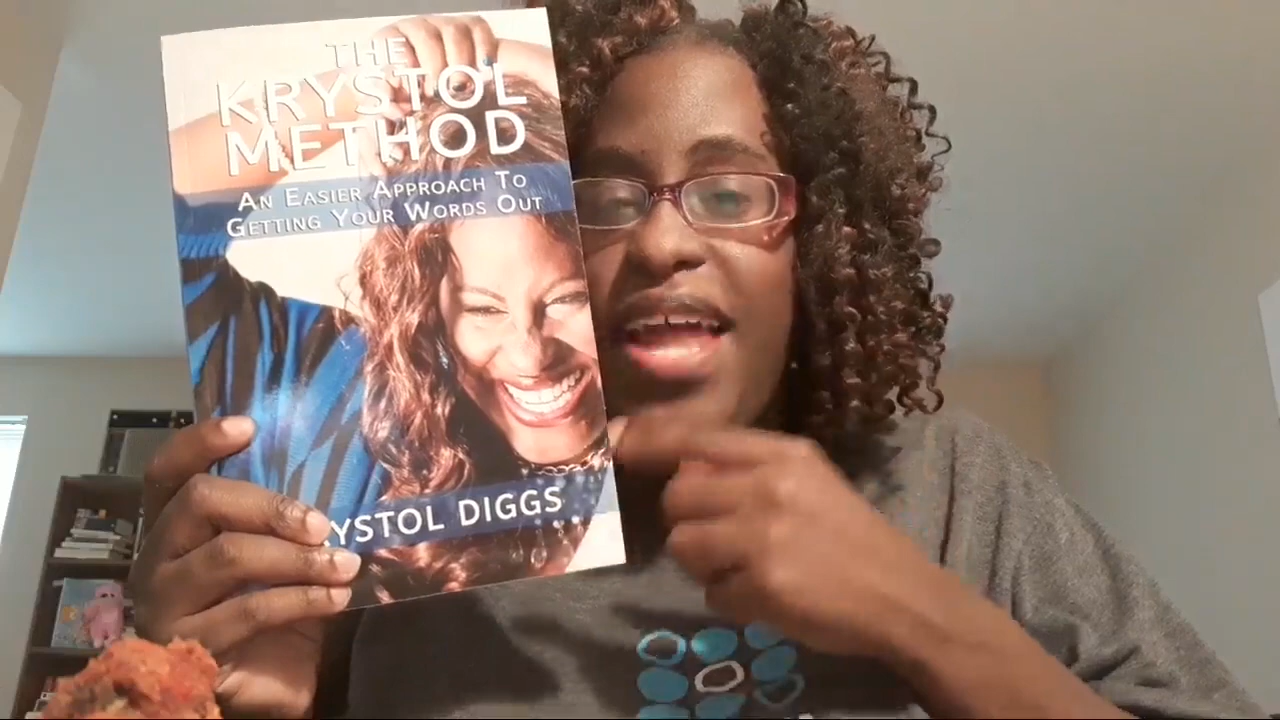 THE
KRYSTOL
METHOD
AN EASIER APPROACH TO
GETTING YOUR WORDS OUT
YSTOL DIGGS